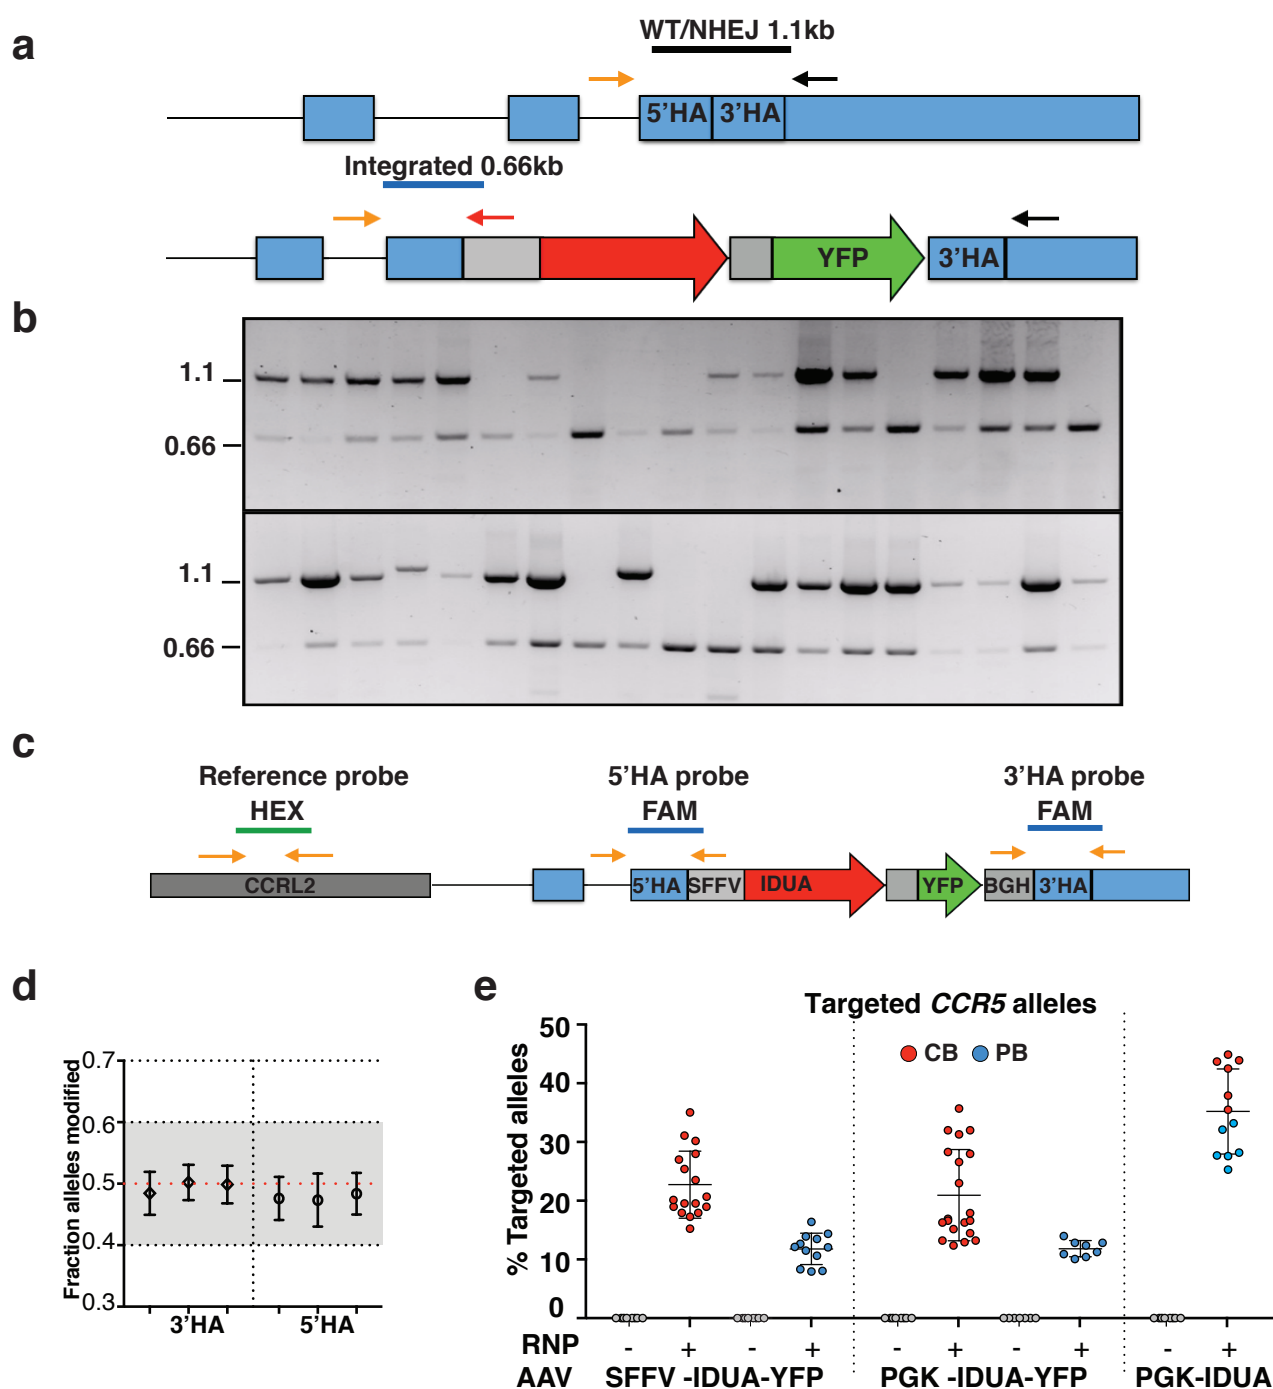 a
WT/NHEJ 1.1kb
5’HA 3’HA
Integrated 0.66kb
YFP 3’HA
b
1.1
0.66
1.1
0.66
c
Reference probe 5’HA probe 3’HA probe
HEX FAM FAM
CCRL2 5’HA SFFV IDUA YFP BGH 3’HA
d
Fraction alleles modified
0.7
0.6
0.5
0.4
0.3
3’HA 5’HA
e
Targeted CCR5 alleles
% Targeted alleles
50
40
30
20
10
0
CB PB
RNP - + - + - + - + - +
AAV SFFV -IDUA-YFP PGK -IDUA-YFP PGK-IDUA